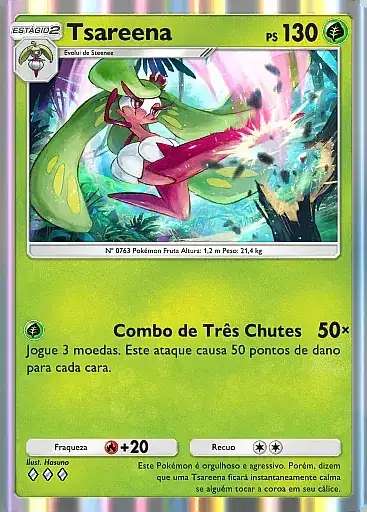 ESTÁGIO 2
Tsareena
PS 130
Evolui de Steenee
Nº 0763 Pokémon Fruta Altura: 1,2 m Peso: 21,4 kg
Combo de Três Chutes 50×
Jogue 3 moedas. Este ataque causa 50 pontos de dano
para cada cara.
Fraqueza +20
Recuo
Ilust. Hasuno
Este Pokémon é orgulhoso e agressivo. Porém, dizem
que uma Tsareena ficará instantaneamente calma
se alguém tocar a coroa em seu cálice.